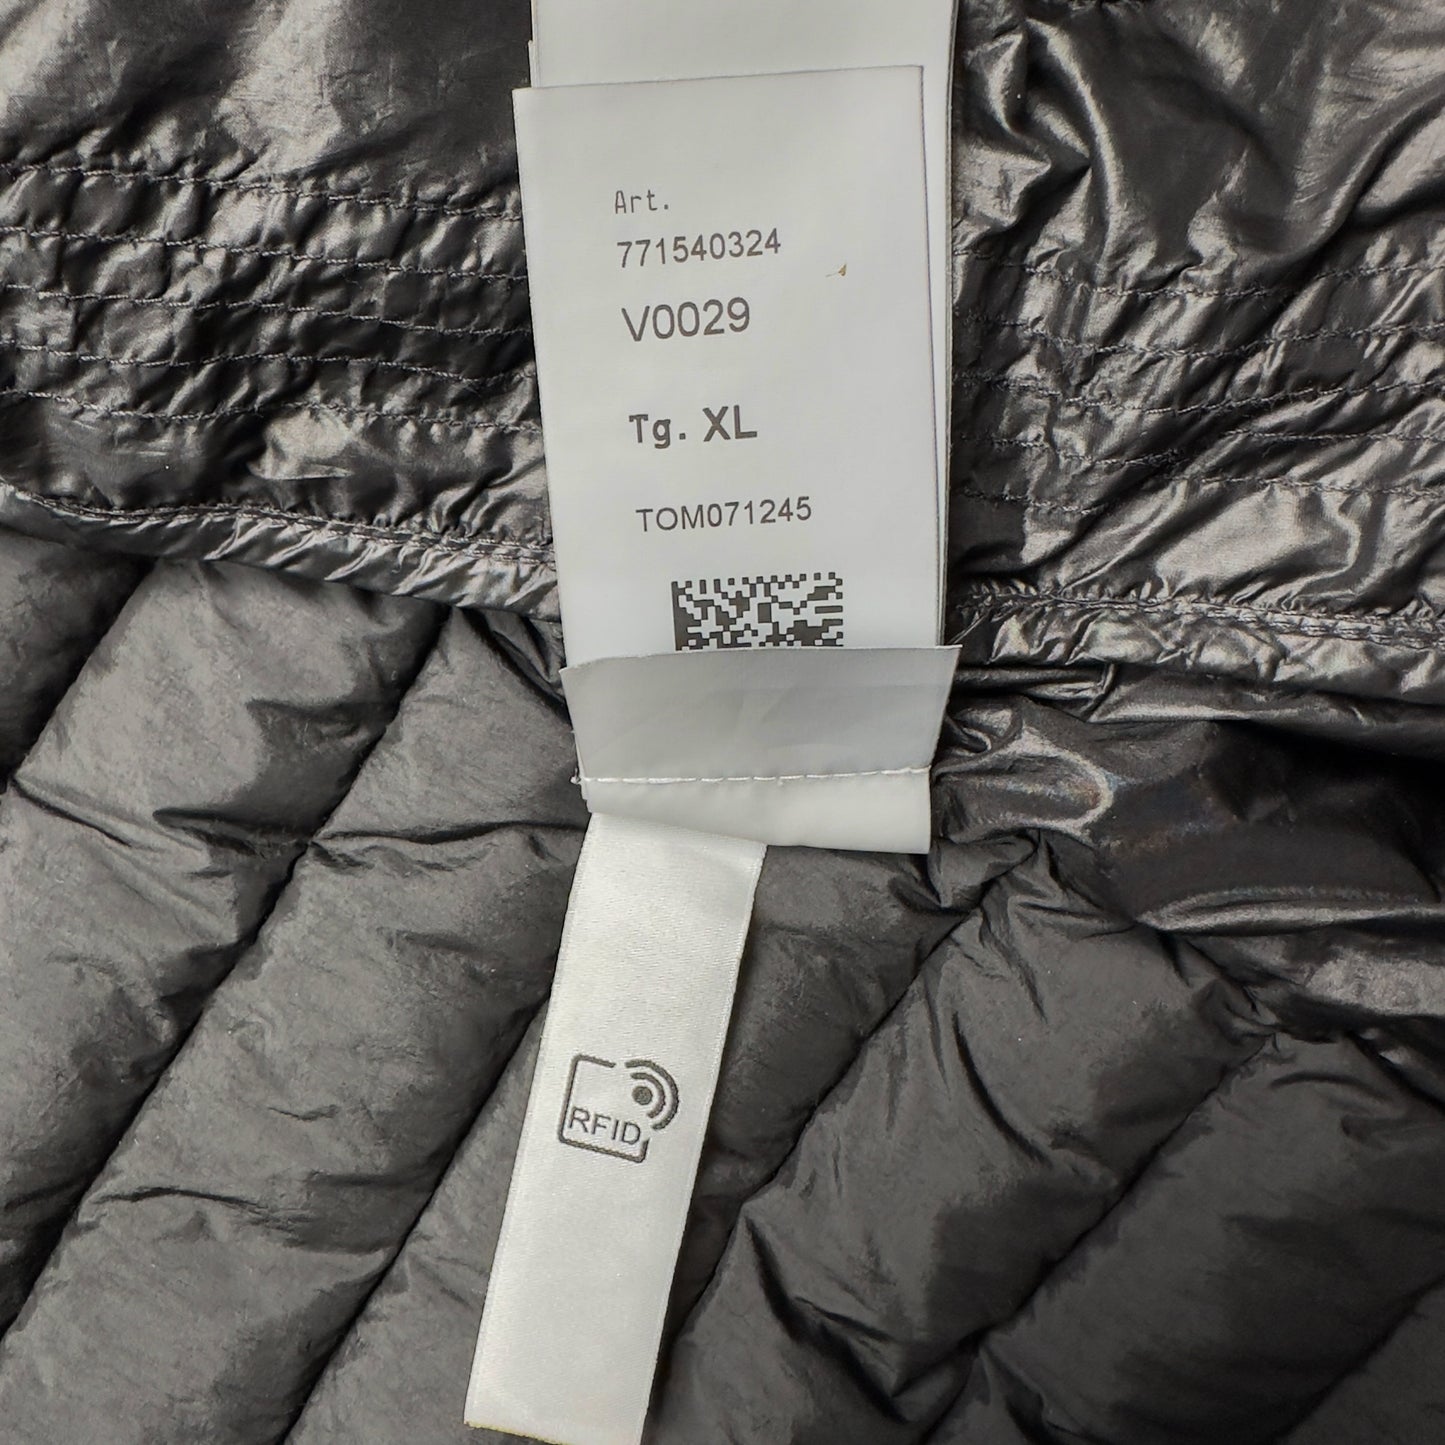 Art.
771540324
V0029
Tg. XL
TOM071245
RFID